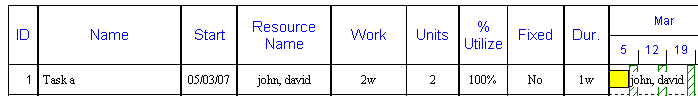 ID Name Start Resource Name Work Units % Utilize Fixed Dur. Mar
5 12 19
1 Task a 05/03/07 john, david 2w 2 100% No 1w john, david